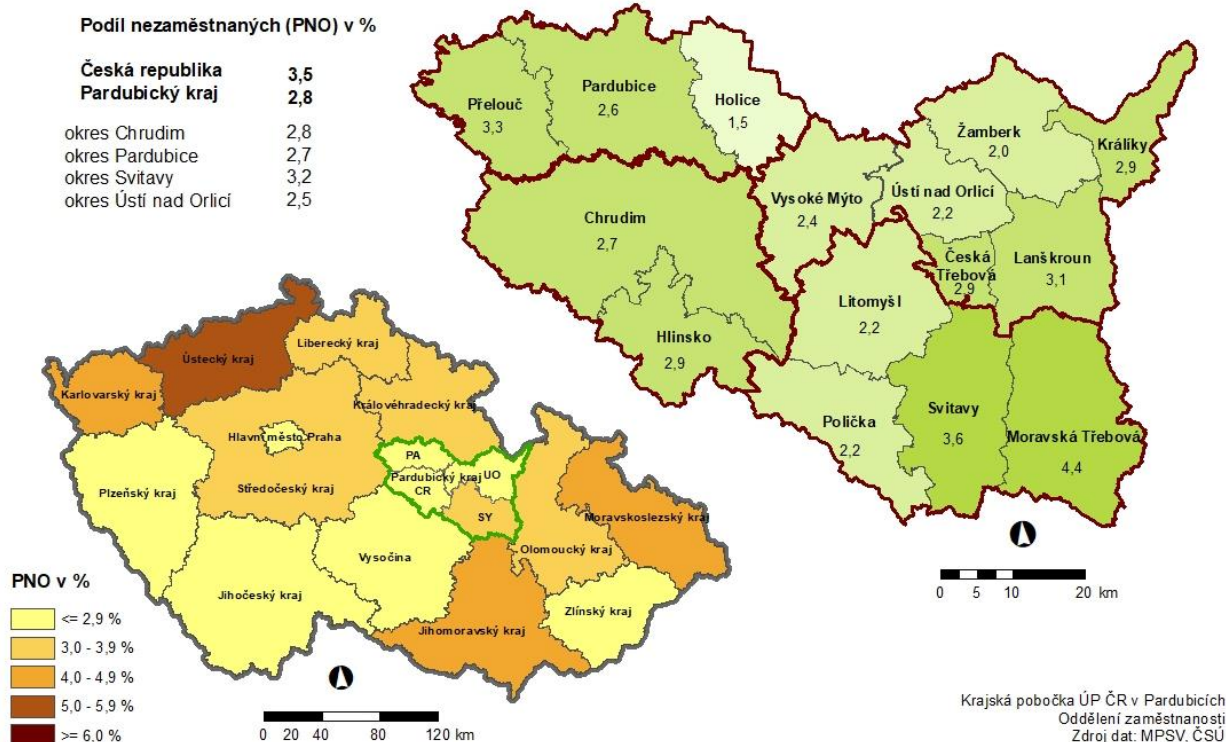 Podíl nezaměstnaných (PNO) v %
Česká republika 3,5
Pardubický kraj 2,8
okres Chrudim 2,8
okres Pardubice 2,7
okres Svitavy 3,2
okres Ústí nad Orlicí 2,5
Přelouč
3,3
Pardubice
2,6
Holice
1,5
Žamberk
2,0
Králíky
2,9
Vysoké Mýto
2,4
Ústí nad Orlicí
2,2
Chrudim
2,7
Česká
Třebová
2,9
Lanškroun
3,1
Litomyšl
2,2
Hlinsko
2,9
Polička
2,2
Svitavy
3,6
Moravská Třebová
4,4
0 5 10 20 km
Ústecký kraj
Liberecký kraj
Karlovarský kraj
Královéhradecký kraj
Hlavní město Praha
PA
Pardubický kraj
UO
CR
Plzeňský kraj
Středočeský kraj
SY
Moravskoslezský kraj
Olomoucký kraj
Vysočina
Jihočeský kraj
Zlínský kraj
Jihomoravský kraj
PNO v %
<= 2,9 %
3,0 - 3,9 %
4,0 - 4,9 %
5,0 - 5,9 %
>= 6,0 %
0 20 40 80 120 km
Krajská pobočka ÚP ČR v Pardubicích
Oddělení zaměstnanosti
Zdroj dat: MPSV, ČSÚ